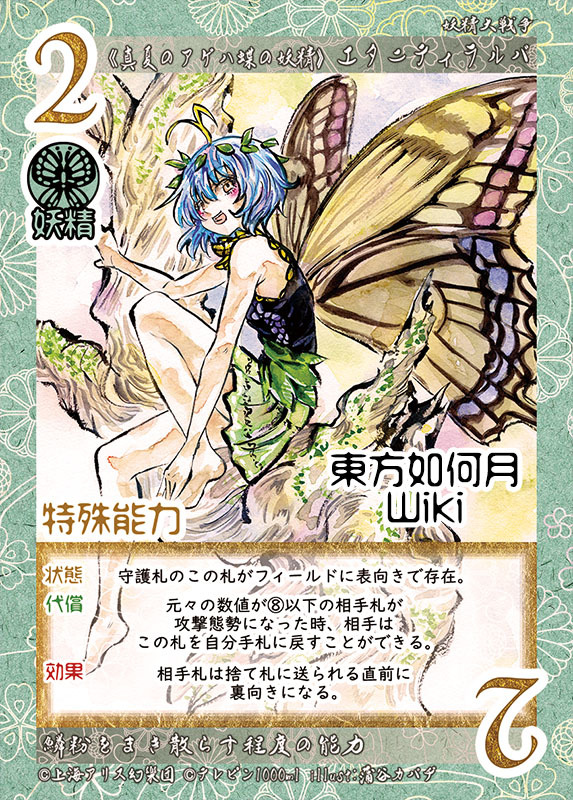 妖精大戦争
2
《真夏のアゲハ蝶の妖精》 エタニティラルバ
妖精
東方如何月
Wiki
特殊能力
状態 守護札のこの札がフィールドに表向きで存在。
代償 元々の数値が⑧以下の相手札が
攻撃態勢になった時、相手は
この札を自分手札に戻すことができる。
効果 相手札は捨て札に送られる直前に
裏向きになる。
2
鱗粉をまき散らす程度の能力
©上海アリス幻樂団 ©テレビン1000ml illust:蒲谷カバヂ